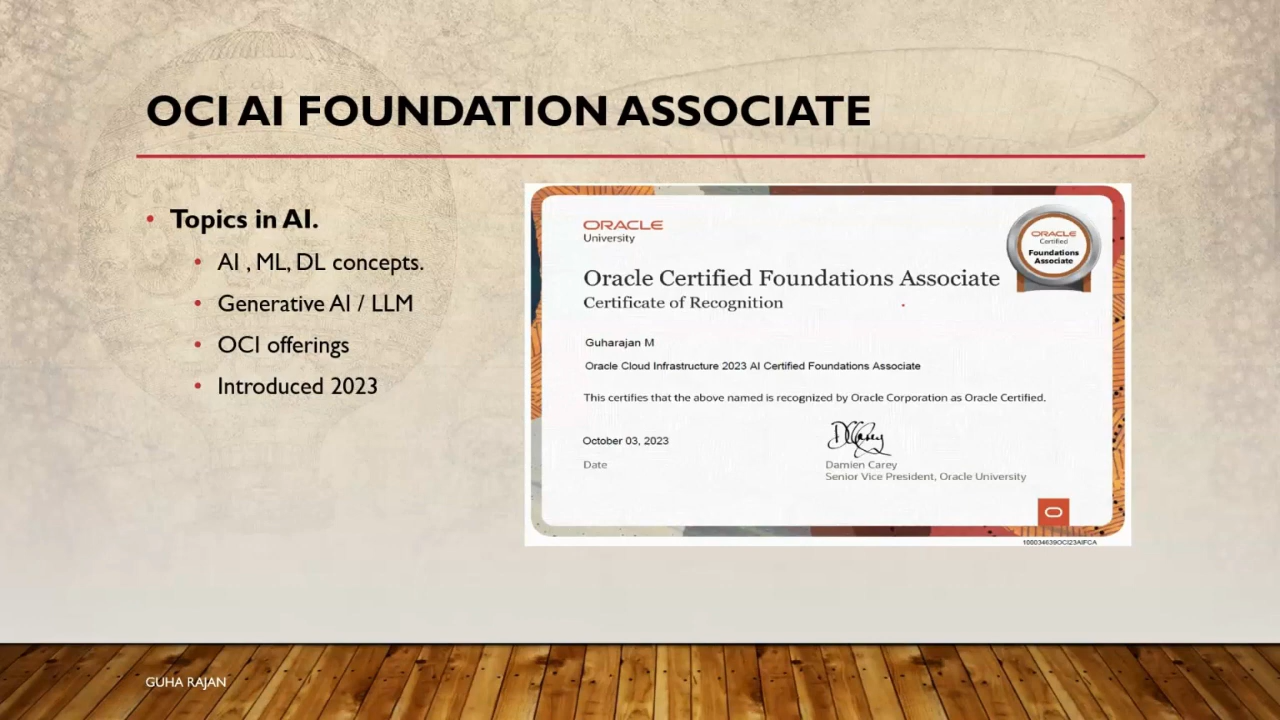 OCI AI FOUNDATION ASSOCIATE
• Topics in AI.
• AI , ML, DL concepts.
• Generative AI / LLM
• OCI offerings
• Introduced 2023
ORACLE
University
ORACLE
Certified
Foundations
Associate
Oracle Certified Foundations Associate
Certificate of Recognition
Guharajan M
Oracle Cloud Infrastructure 2023 AI Certified Foundations Associate
This certifies that the above named is recognized by Oracle Corporation as Oracle Certified.
October 03, 2023
Date
Damien Carey
Senior Vice President, Oracle University
100034639OCI23AIFCA
GUHA RAJAN